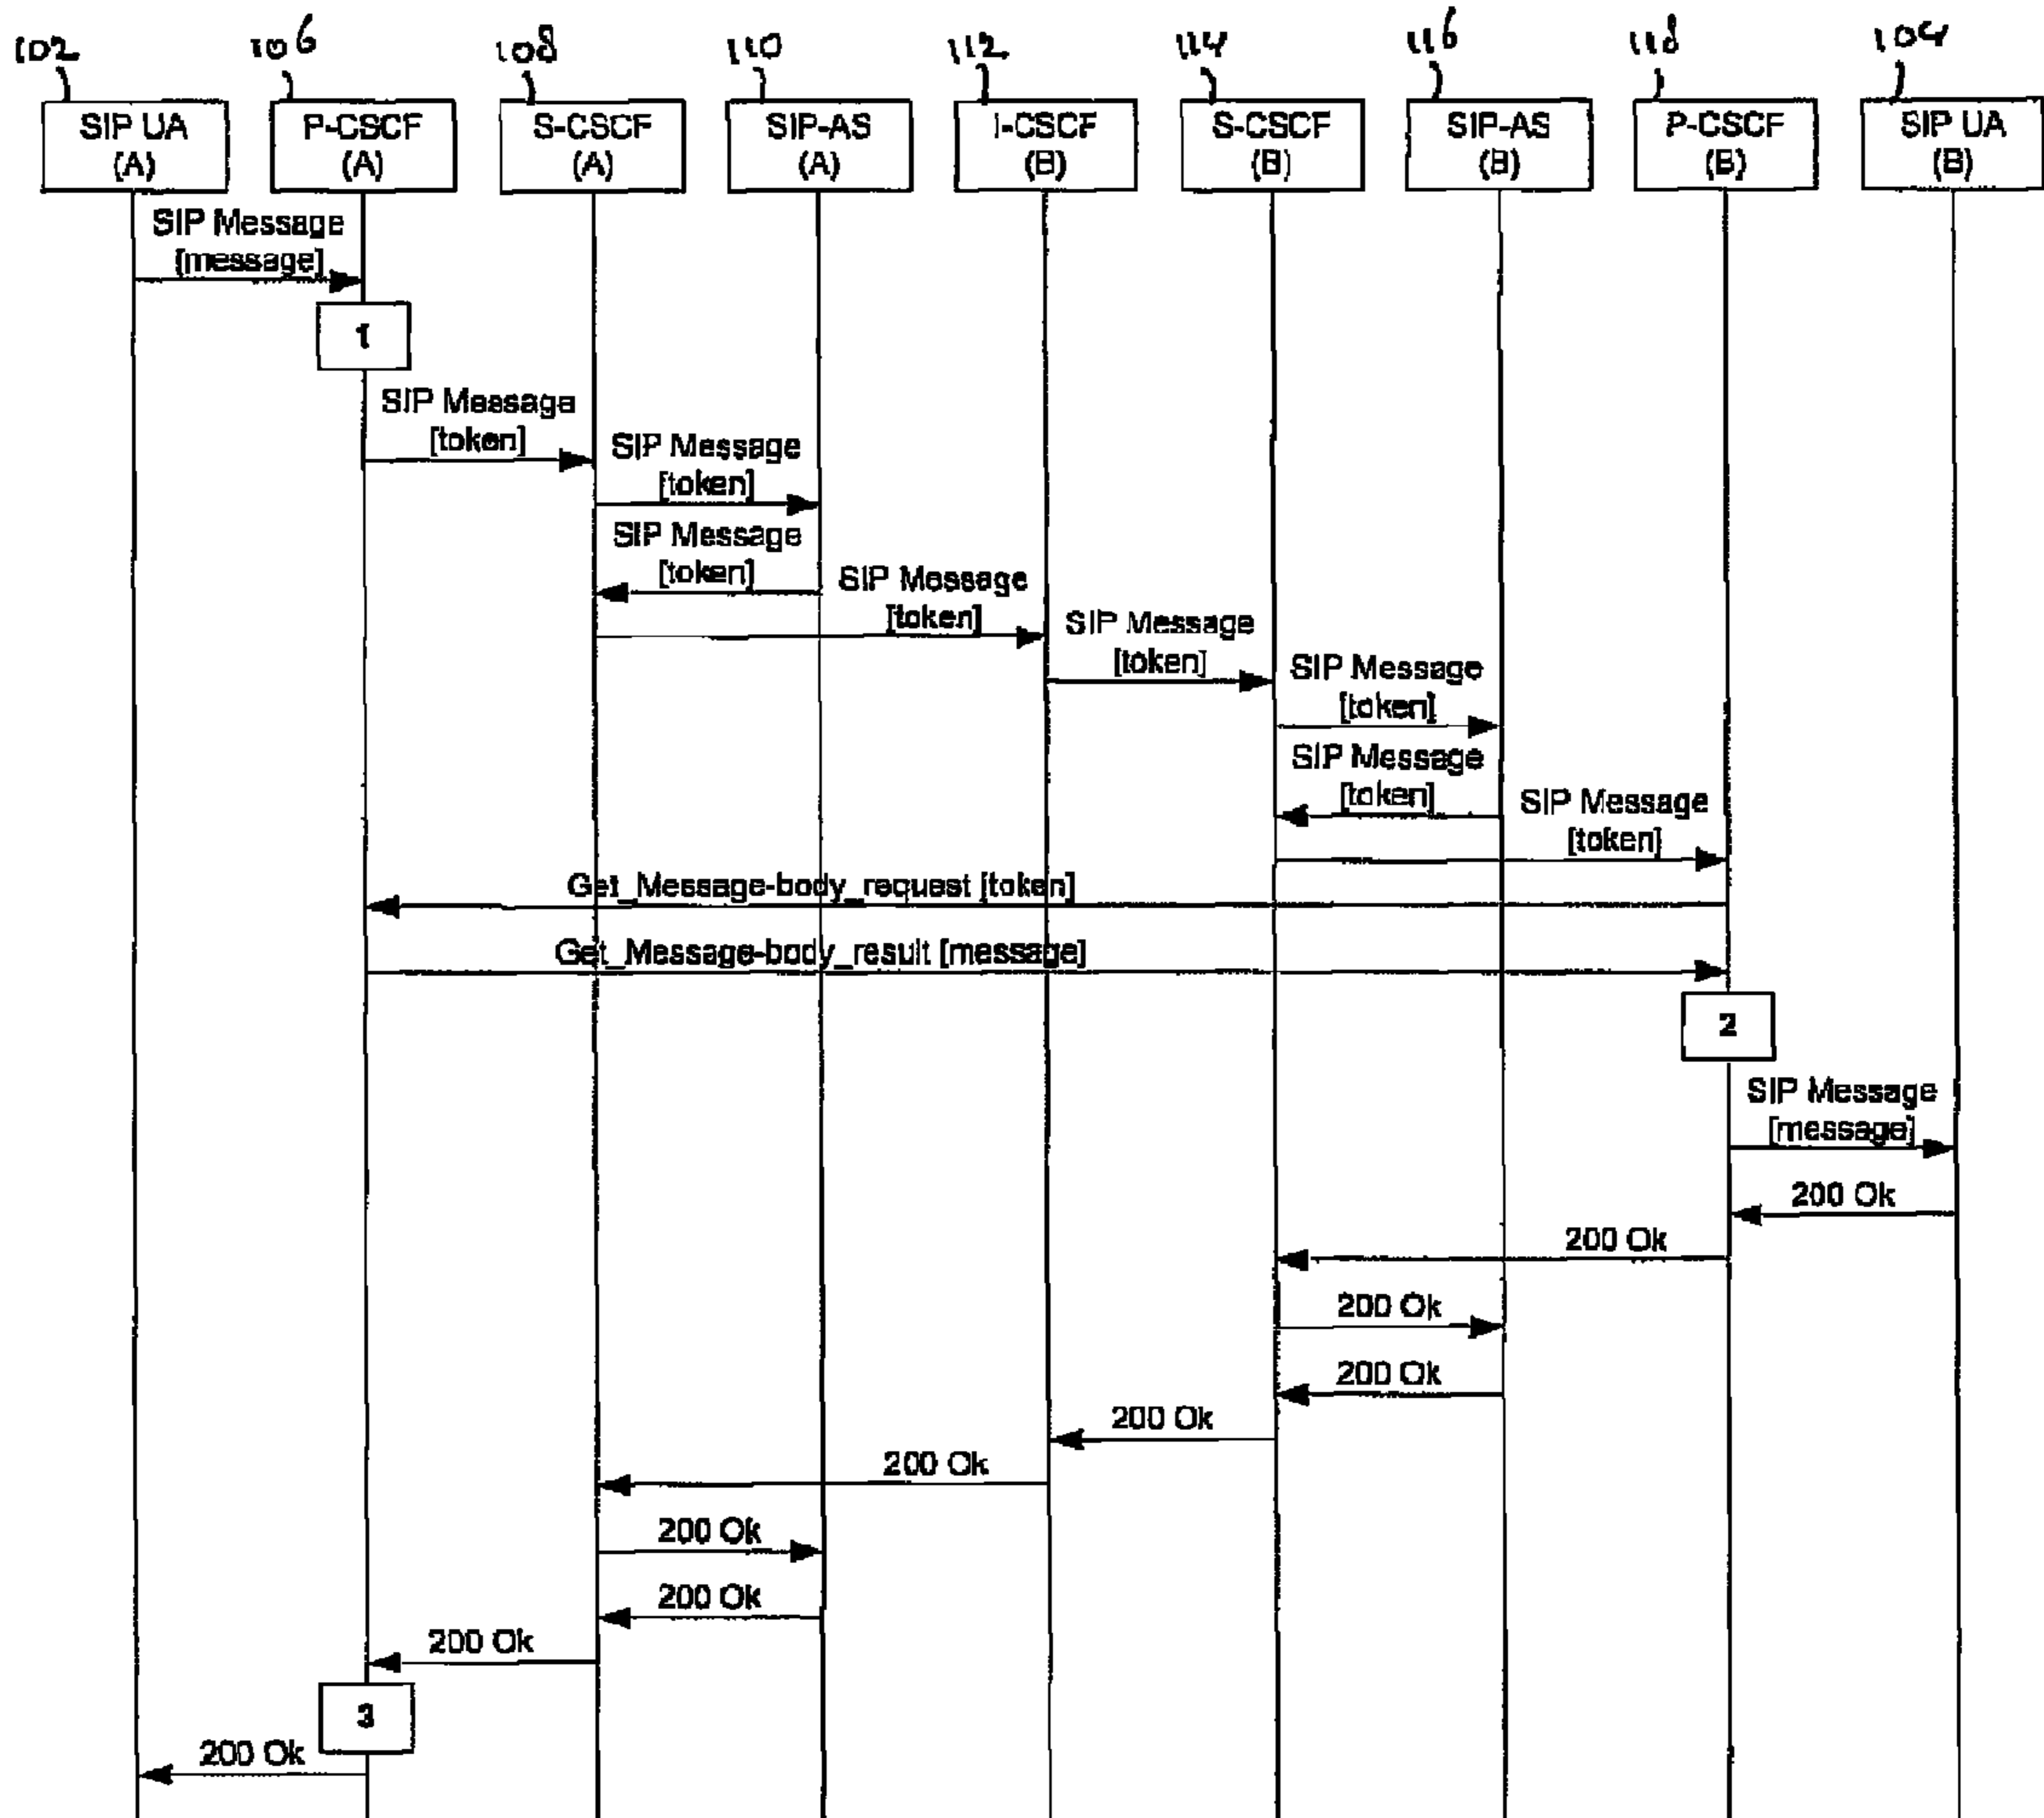 102 106 108 110 112 114 116 118 104
SIP UA P-CSCF S-CSCF SIP-AS I-CSCF S-CSCF SIP-AS P-CSCF SIP UA
(A) (A) (A) (A) (B) (B) (B) (B) (B)
SIP Message
[message]
1
SIP Message
[token]
SIP Message
[token]
SIP Message
[token]
SIP Message
[token]
SIP Message
[token]
SIP Message
[token]
SIP Message
[token]
SIP Message
[token]
Get_Message-body_request [token]
Get_Message-body_result [message]
2
SIP Message
[message]
200 Ok
200 Ok
200 Ok
200 Ok
200 Ok
200 Ok
200 Ok
200 Ok
200 Ok
3
200 Ok